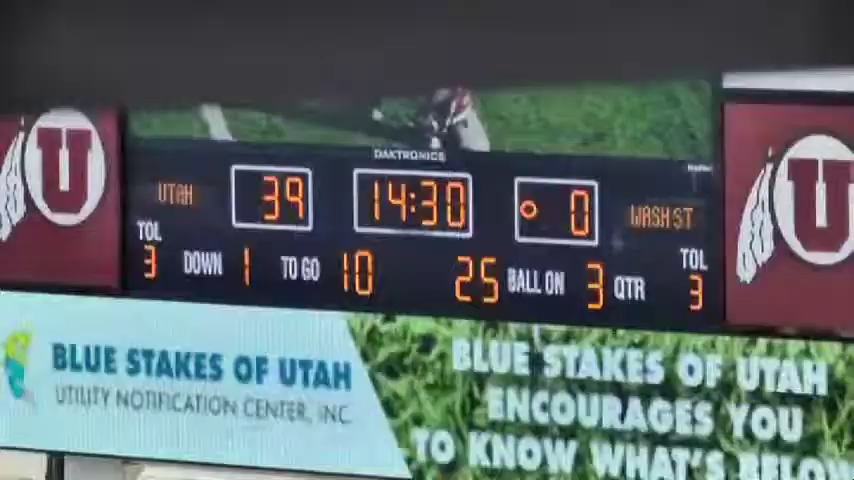 DAKTRONICS
UTAH 39 14:30 0 WASH ST
TOL 3 DOWN 1 TO GO 10 25 BALL ON 3 QTR TOL 3
U
U
BLUE STAKES OF UTAH
UTILITY NOTIFICATION CENTER, INC.
BLUE STAKES OF UTAH
ENCOURAGES YOU
TO KNOW WHAT'S BELOW